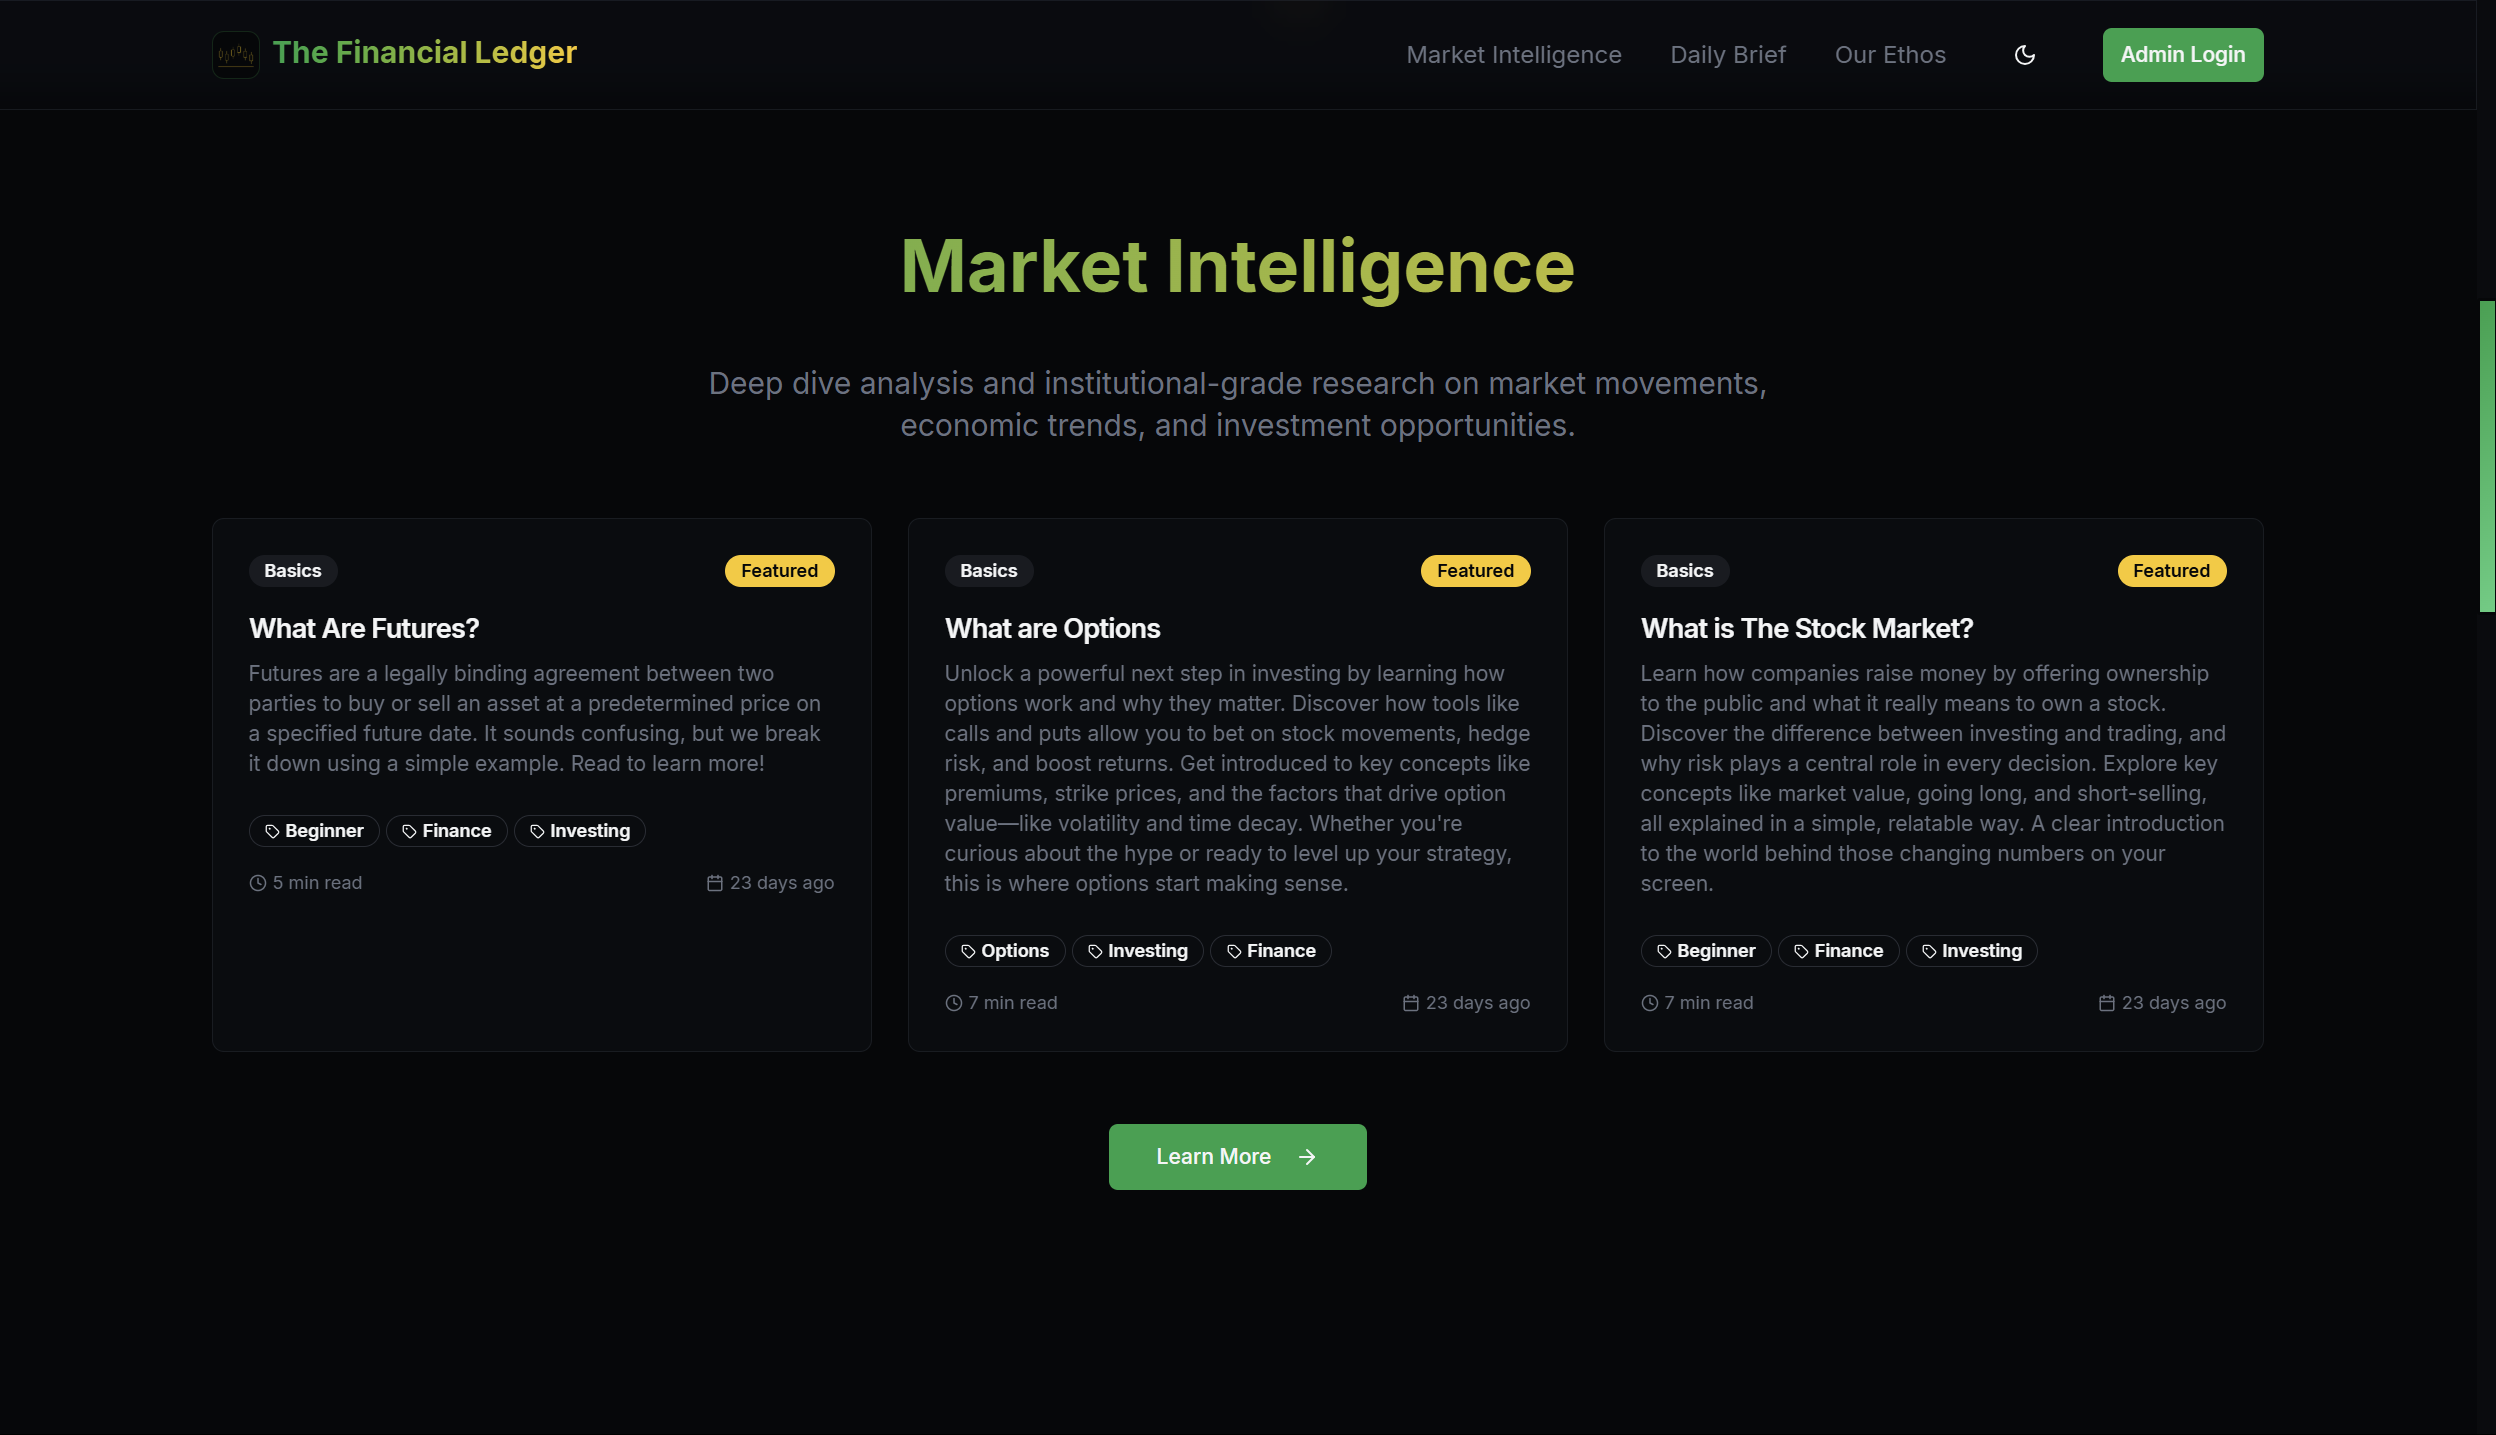 The Financial Ledger
Market Intelligence
Daily Brief
Our Ethos
Admin Login
Market Intelligence
Deep dive analysis and institutional-grade research on market movements,
economic trends, and investment opportunities.
Basics
Featured
What Are Futures?
Futures are a legally binding agreement between two
parties to buy or sell an asset at a predetermined price on
a specified future date. It sounds confusing, but we break
it down using a simple example. Read to learn more!
Beginner
Finance
Investing
5 min read
23 days ago
Basics
Featured
What are Options
Unlock a powerful next step in investing by learning how
options work and why they matter. Discover how tools like
calls and puts allow you to bet on stock movements, hedge
risk, and boost returns. Get introduced to key concepts like
premiums, strike prices, and the factors that drive option
value—like volatility and time decay. Whether you're
curious about the hype or ready to level up your strategy,
this is where options start making sense.
Options
Investing
Finance
7 min read
23 days ago
Basics
Featured
What is The Stock Market?
Learn how companies raise money by offering ownership
to the public and what it really means to own a stock.
Discover the difference between investing and trading, and
why risk plays a central role in every decision. Explore key
concepts like market value, going long, and short-selling,
all explained in a simple, relatable way. A clear introduction
to the world behind those changing numbers on your
screen.
Beginner
Finance
Investing
7 min read
23 days ago
Learn More